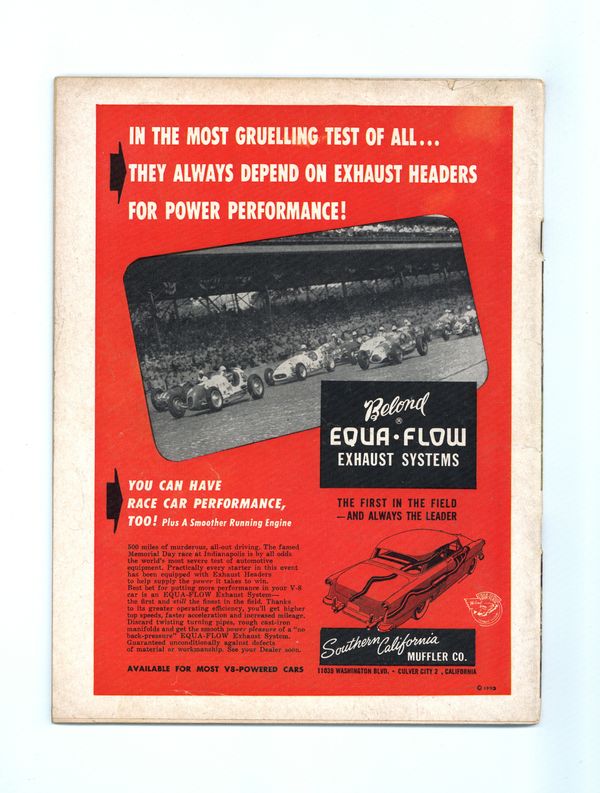 IN THE MOST GRUELLING TEST OF ALL...
THEY ALWAYS DEPEND ON EXHAUST HEADERS
FOR POWER PERFORMANCE!
Belond
®
EQUA•FLOW
EXHAUST SYSTEMS
YOU CAN HAVE
RACE CAR PERFORMANCE,
TOO! Plus A Smoother Running Engine
THE FIRST IN THE FIELD
—AND ALWAYS THE LEADER
500 miles of murderous, all-out driving. The famed
Memorial Day race at Indianapolis is by all odds
the world's most severe test of automotive
equipment. Practically every starter in this event
has been equipped with Exhaust Headers
to help supply the power it takes to win.
Best bet for putting more performance in your V-8
car is an EQUA-FLOW Exhaust System—
the first and still the finest in the field. Thanks
to its greater operating efficiency, you'll get higher
top speeds, faster acceleration and increased mileage.
Discard twisting turning pipes, rough cast-iron
manifolds and get the smooth power pleasure of a "no
back-pressure" EQUA-FLOW Exhaust System.
Guaranteed unconditionally against defects
of material or workmanship. See your Dealer soon.
AVAILABLE FOR MOST V8-POWERED CARS
Southern California
MUFFLER CO.
11039 WASHINGTON BLVD. - CULVER CITY 2, CALIFORNIA